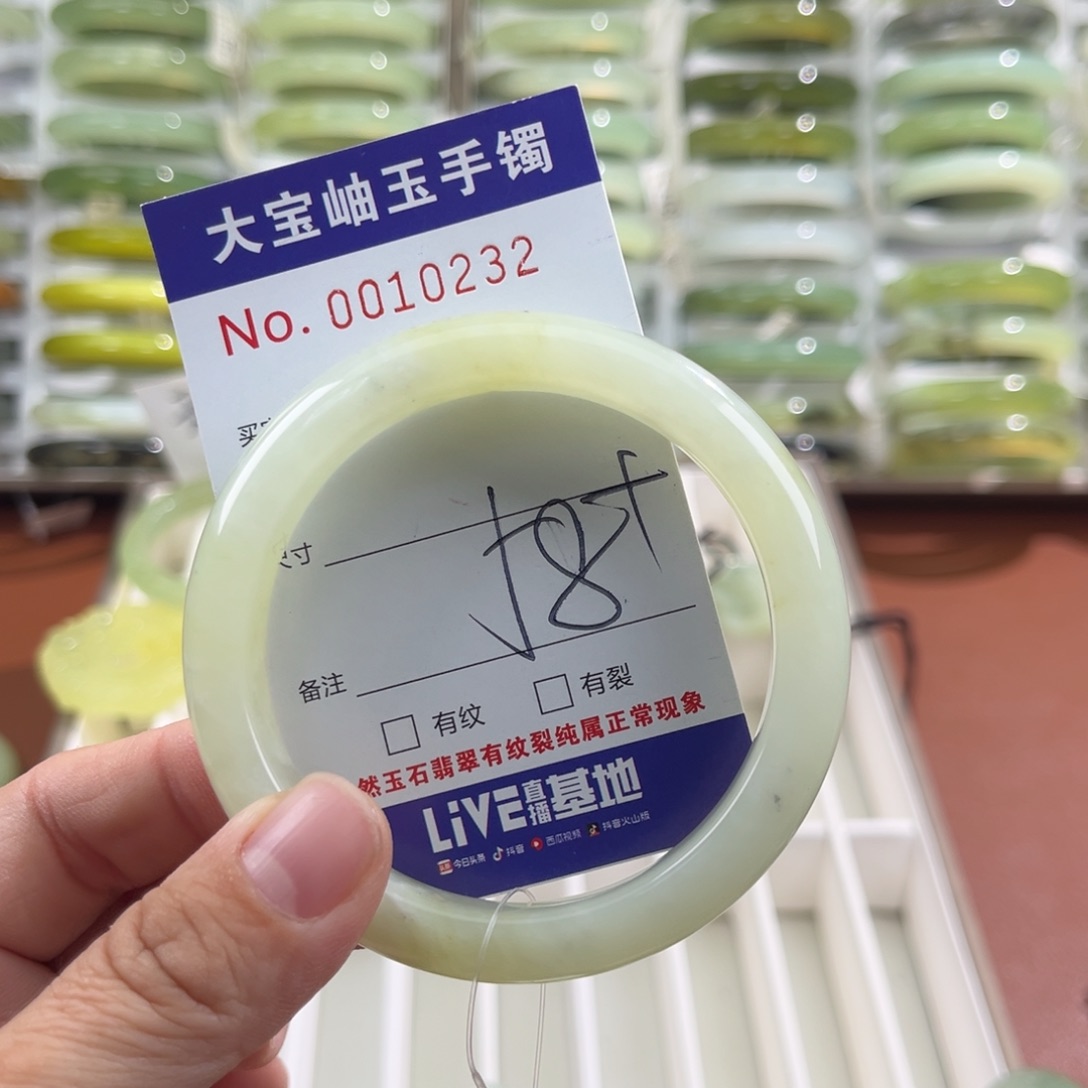 大宝岫玉手镯
No. 0010232
买
寸
备注
有纹
有裂
然玉石翡翠有纹裂纯属正常现象
LiVE直播基地
今日头条 抖音 西瓜视频 抖音火山版